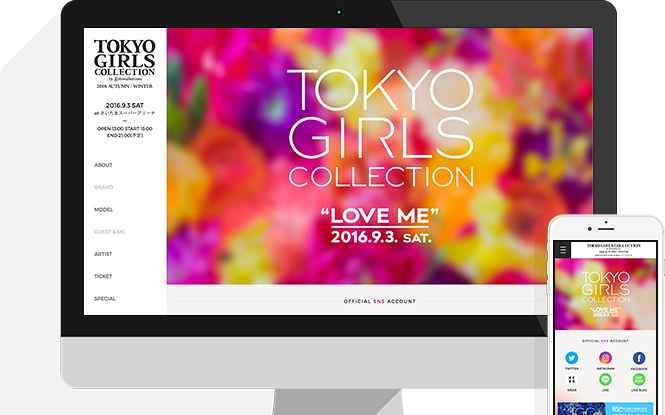 TOKYO
GIRLS
COLLECTION
by girlswalker.com
2016 AUTUMN / WINTER
2016.9.3 SAT
at さいたまスーパーアリーナ
OPEN 13:00 START 15:00
END 21:00(予定)
ABOUT
BRAND
MODEL
GUEST & MC
ARTIST
TICKET
SPECIAL
TOKYO
GIRLS
COLLECTION
“LOVE ME”
2016.9.3. SAT.
OFFICIAL SNS ACCOUNT
TOKYO GIRLS COLLECTION
TOKYO
GIRLS
COLLECTION
“LOVE ME”
2016.9.3. SAT.
OFFICIAL SNS ACCOUNT
TWITTER
INSTAGRAM
FACEBOOK
WEAR
LINE
LINE BLOG
TGC